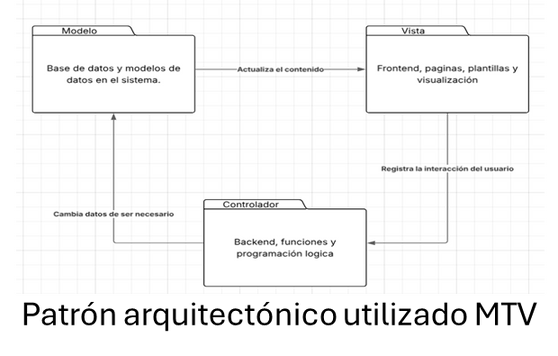 Modelo
Base de datos y modelos de
datos en el sistema.
Actualiza el contenido
Vista
Frontend, paginas, plantillas y
visualización
Registra la interacción del usuario
Cambia datos de ser necesario
Controlador
Backend, funciones y
programación logica
Patrón arquitectónico utilizado MTV